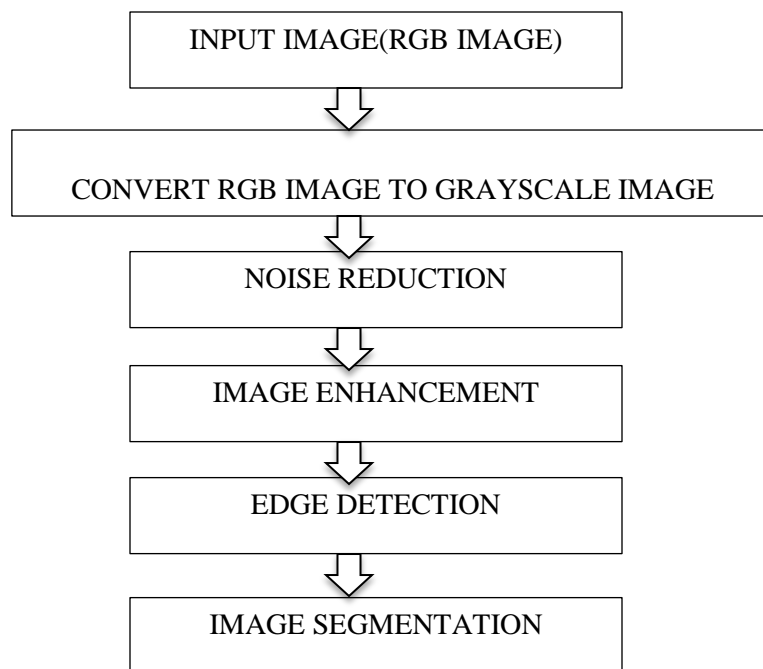 INPUT IMAGE(RGB IMAGE)
CONVERT RGB IMAGE TO GRAYSCALE IMAGE
NOISE REDUCTION
IMAGE ENHANCEMENT
EDGE DETECTION
IMAGE SEGMENTATION